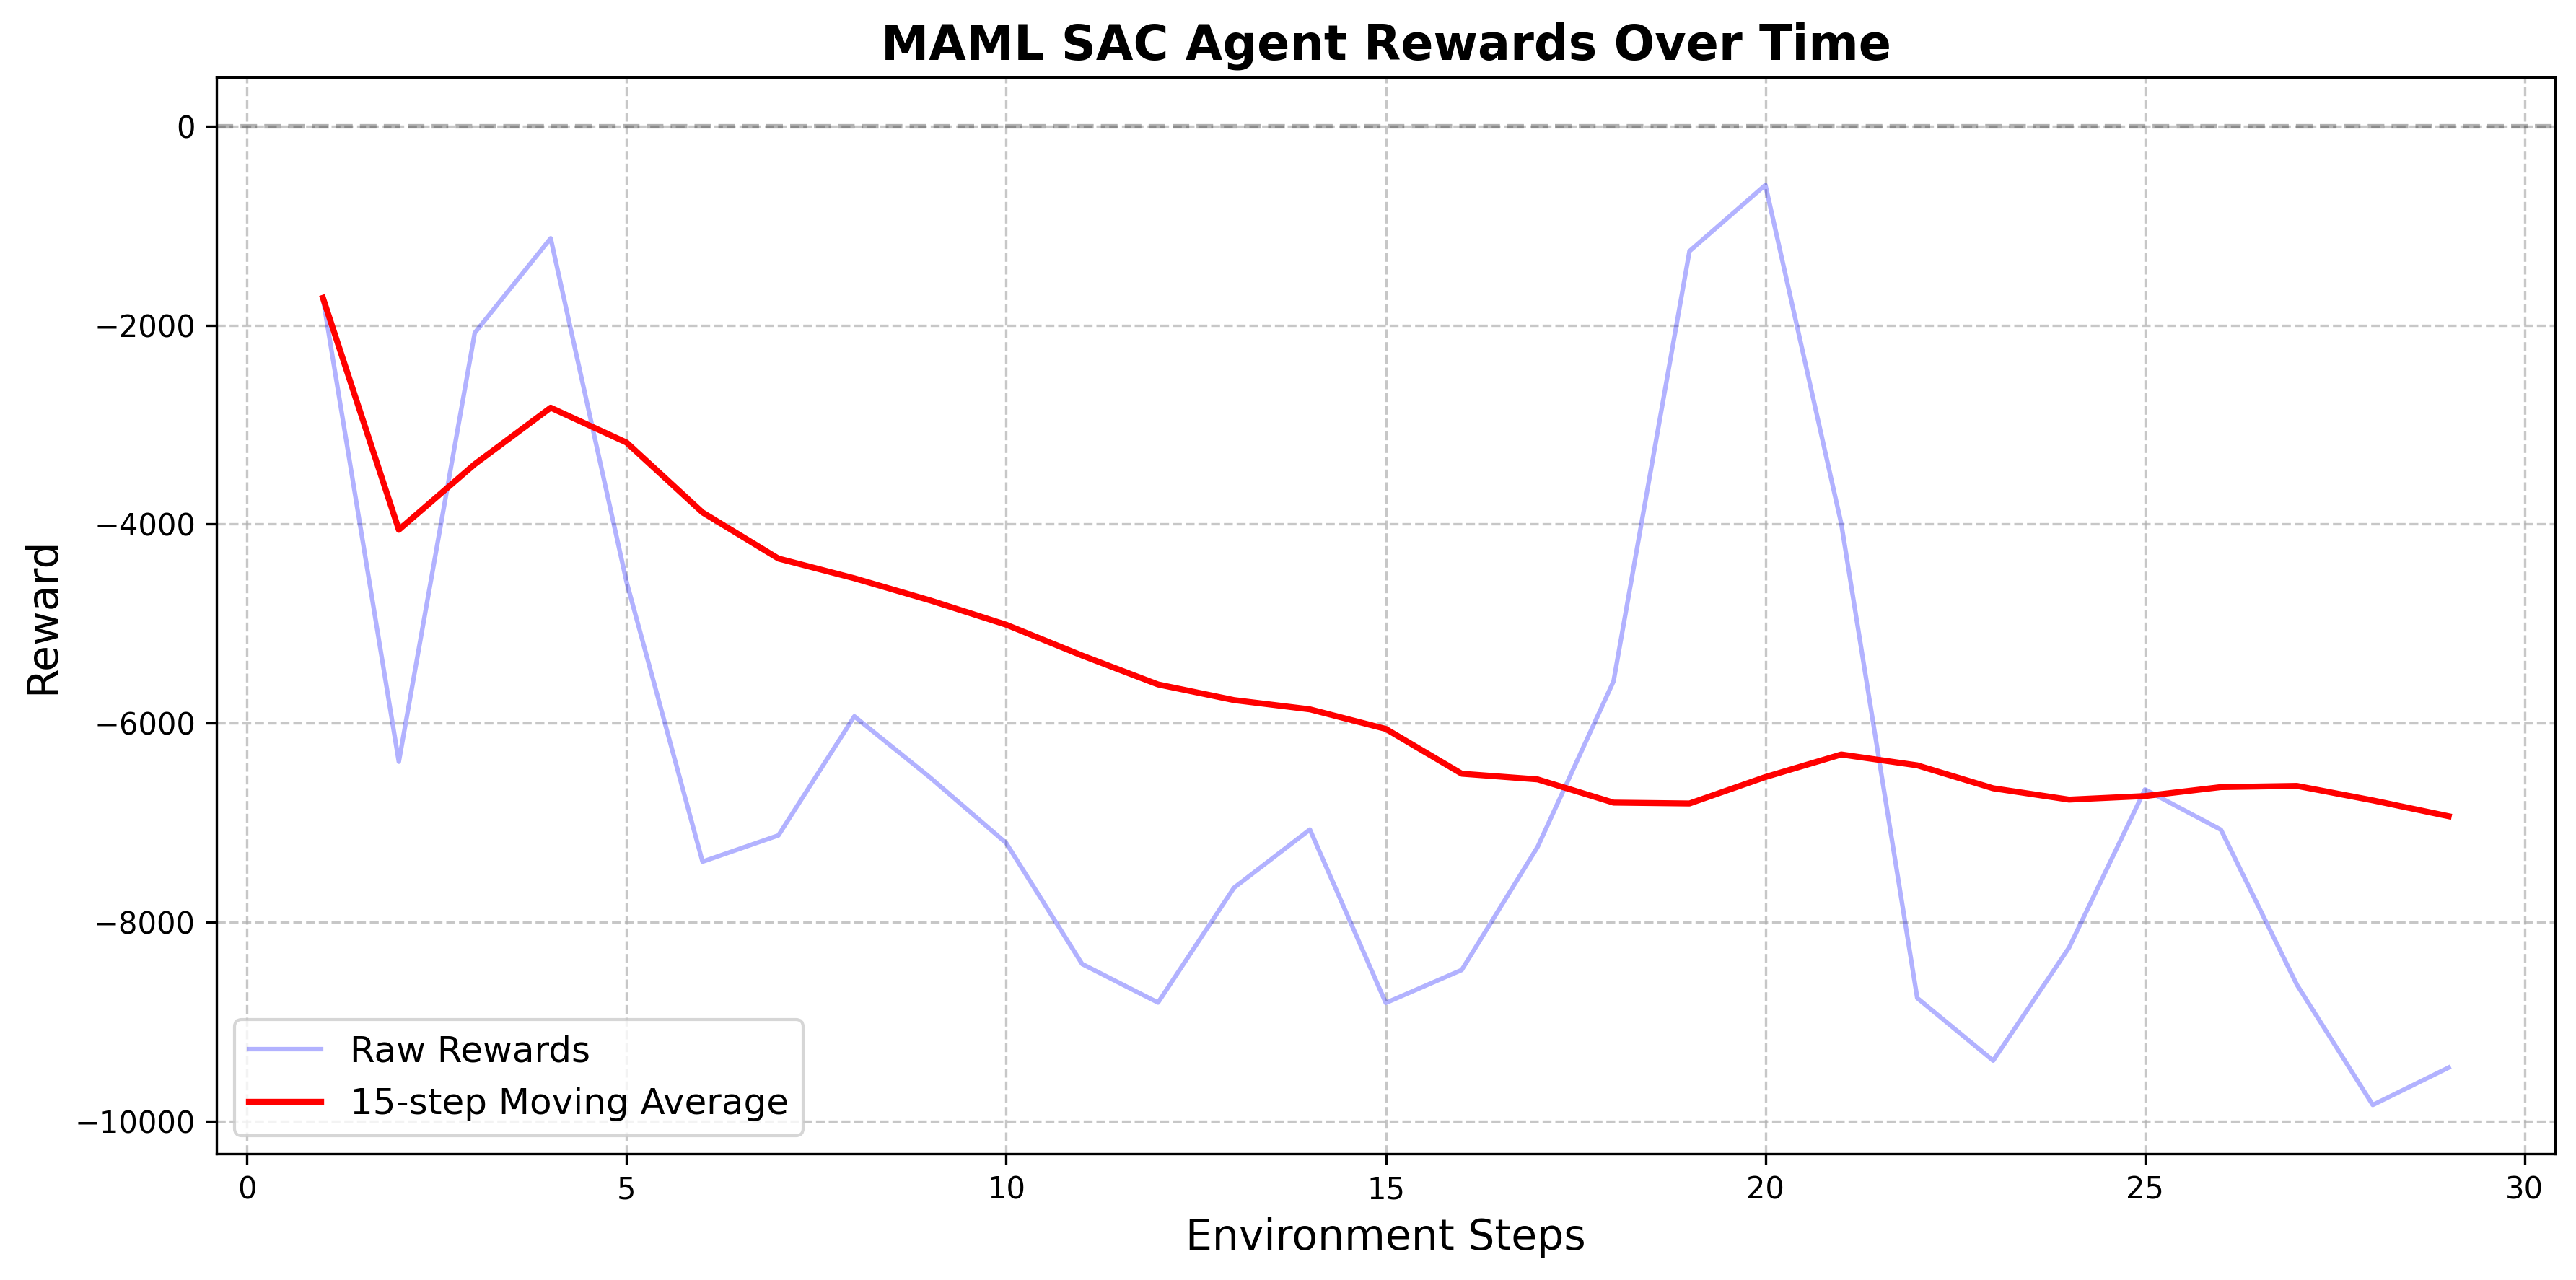 MAML SAC Agent Rewards Over Time
Reward
0
−2000
−4000
−6000
−8000
−10000
Raw Rewards
15-step Moving Average
0 5 10 15 20 25 30
Environment Steps